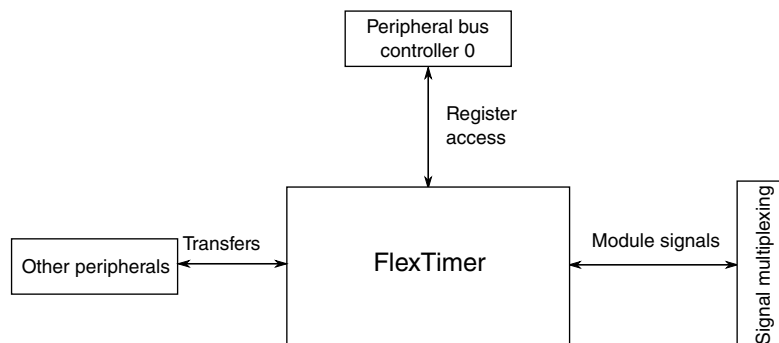 Peripheral bus
controller 0
Register
access
Transfers
Other peripherals
FlexTimer
Module signals
Signal multiplexing